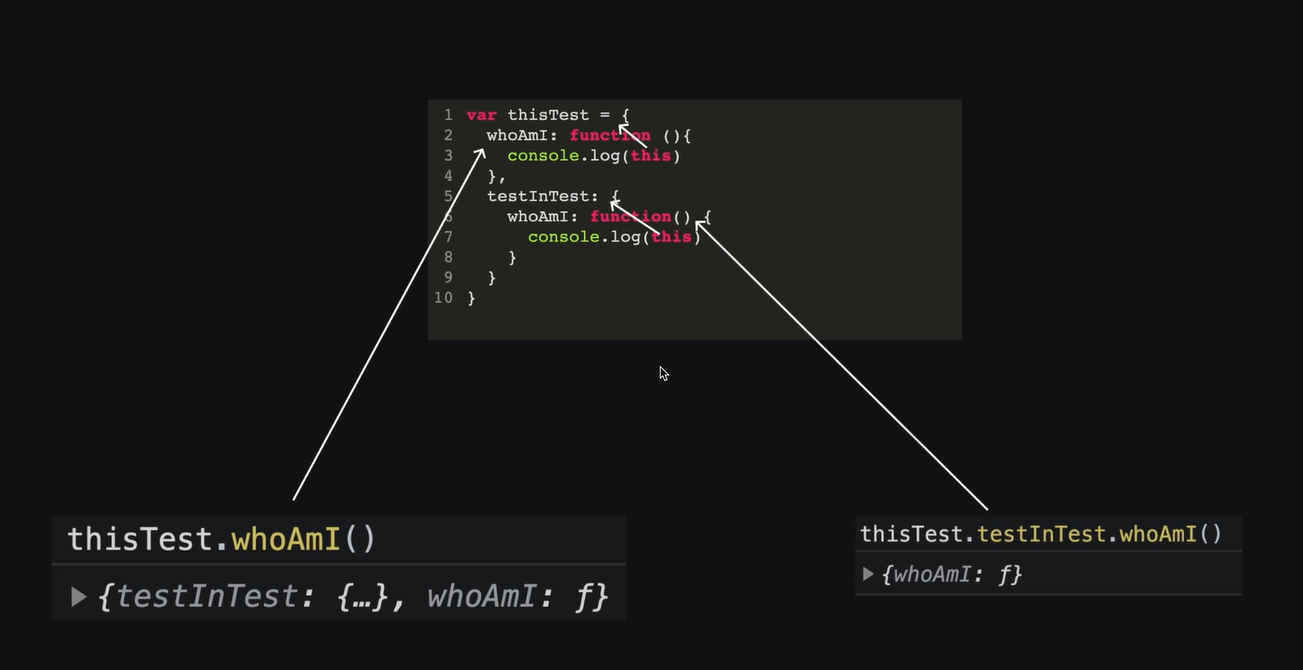 1 var thisTest = {
2   whoAmI: function (){
3     console.log(this)
4   },
5   testInTest: {
6     whoAmI: function() {
7       console.log(this)
8     }
9   }
10 }
thisTest.whoAmI()
▶ {testInTest: {…}, whoAmI: ƒ}
thisTest.testInTest.whoAmI()
▶ {whoAmI: ƒ}